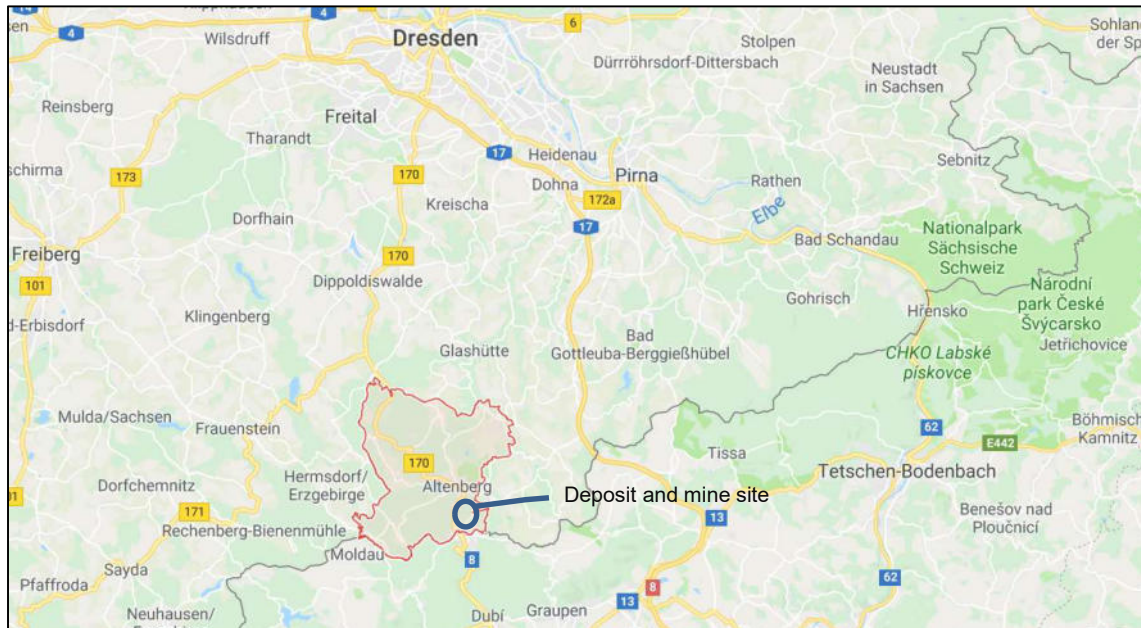 14
4
Wilsdruff
4
Dresden
6
Stolpen
Sohland
der Sp
Dürrröhrsdorf-Dittersbach
Neustadt
in Sachsen
Reinsberg
Freital
Tharandt
17
Heidenau
Pirna
Sebnitz
173
170
Dohna
Rathen
172a
Elbe
Kreischa
Dorfhain
17
Bad Schandau
Nationalpark
Sächsische
Schweiz
Freiberg
170
101
Dippoldiswalde
Gohrisch
Národní
park České
Švýcarsko
Hřensko
Jetřichovice
d-Erbisdorf
Klingenberg
Glashütte
Bad
Gottleuba-Berggießhübel
CHKO Labské
pískovce
Mulda/Sachsen
Frauenstein
62
E442
Böhmisc
Kamnitz
170
Tissa
Tetschen-Bodenbach
Hermsdorf/
Erzgebirge
Altenberg
Deposit and mine site
01
Dorfchemnitz
171
13
Benešov nad
Ploučnicí
Rechenberg-Bienenmühle
Moldau
8
62
Pfaffroda
Sayda
8
13
Dubí
Graupen
Neuhausen/